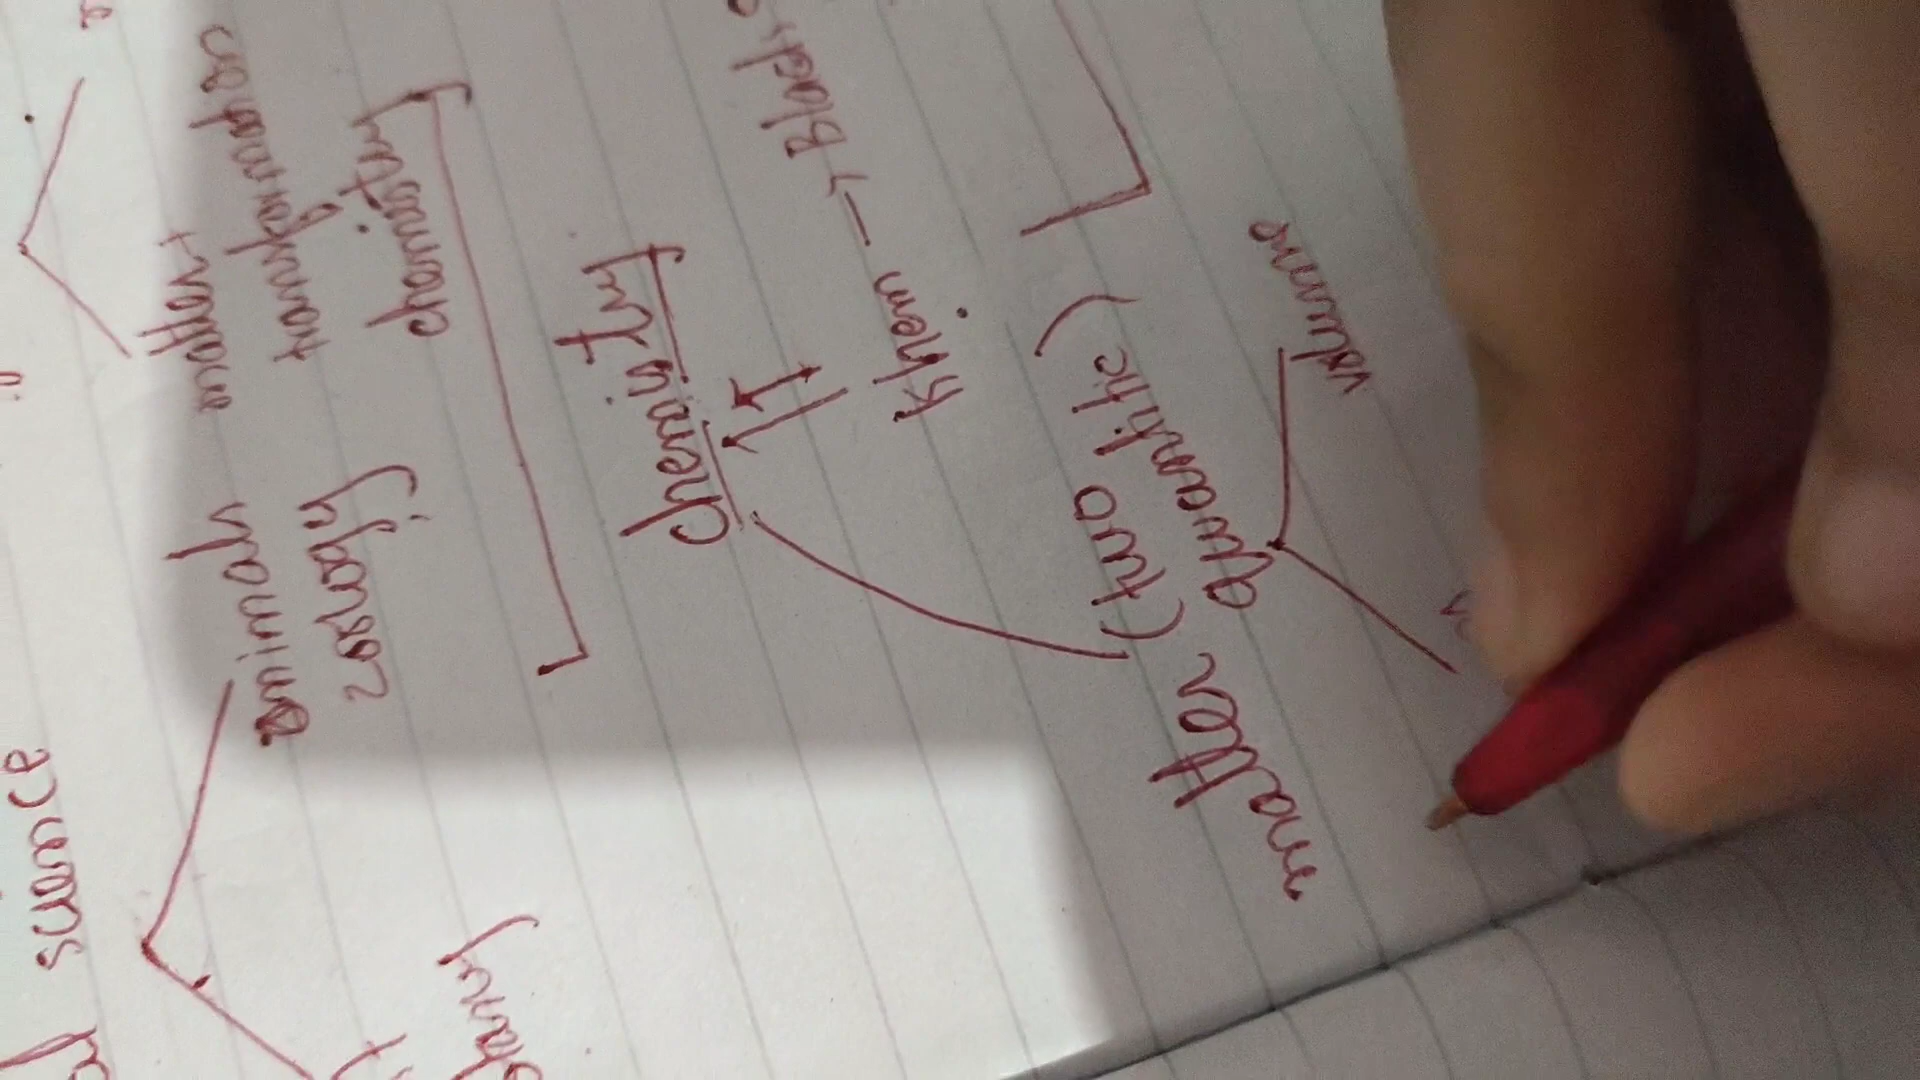 science
animals
matter +
zoology
transformation
chemistry
chemistry
Khem → Black
matter (two
quantitie)
volume